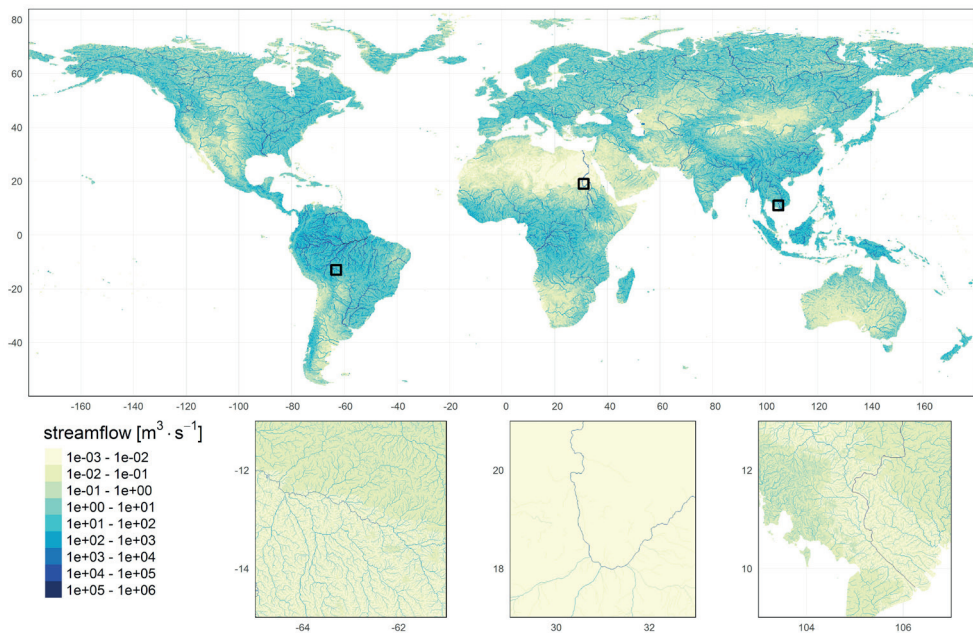 80
60
40
20
0
-20
-40
-160 -140 -120 -100 -80 -60 -40 -20 0 20 40 60 80 100 120 140 160
streamflow [m³ · s⁻¹]
1e-03 - 1e-02
1e-02 - 1e-01
1e-01 - 1e+00
1e+00 - 1e+01
1e+01 - 1e+02
1e+02 - 1e+03
1e+03 - 1e+04
1e+04 - 1e+05
1e+05 - 1e+06
-12
-14
-64 -62
20
18
30 32
12
10
104 106